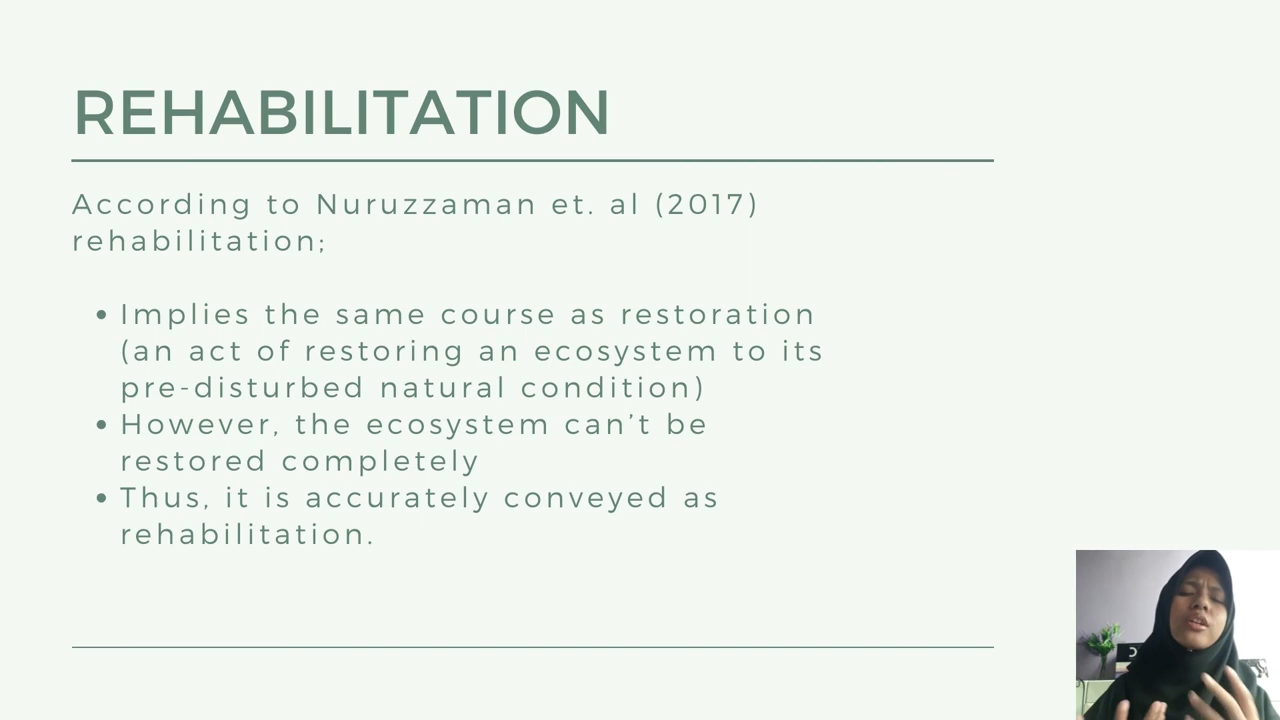 REHABILITATION
According to Nuruzzaman et. al (2017)
rehabilitation;
• Implies the same course as restoration
(an act of restoring an ecosystem to its
pre-disturbed natural condition)
• However, the ecosystem can’t be
restored completely
• Thus, it is accurately conveyed as
rehabilitation.